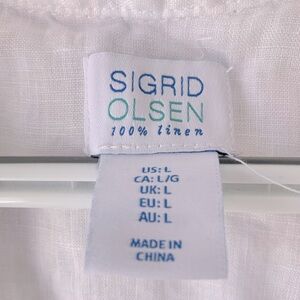 SIGRID
OLSEN
100% linen
US: L
CA: L/G
UK: L
EU: L
AU: L
MADE IN
CHINA